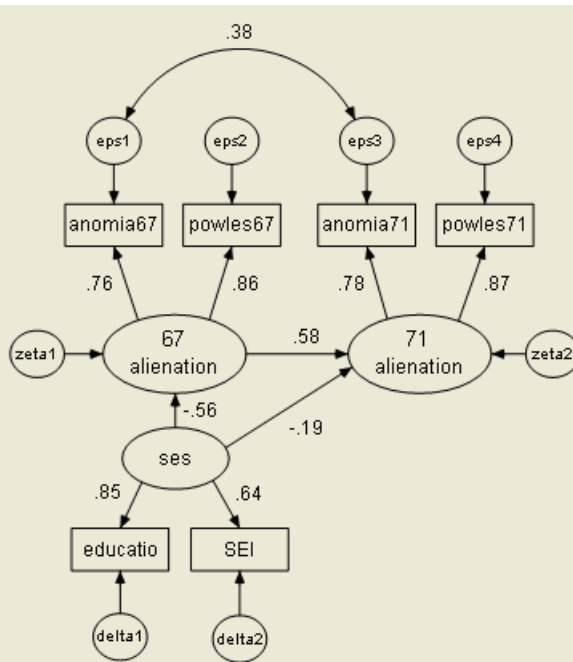 .38
eps1
eps2
eps3
eps4
anomia67
powles67
anomia71
powles71
.76
.86
.78
.87
zeta1
67
alienation
.58
71
alienation
zeta2
-.56
-.19
ses
.85
.64
educatio
SEI
delta1
delta2